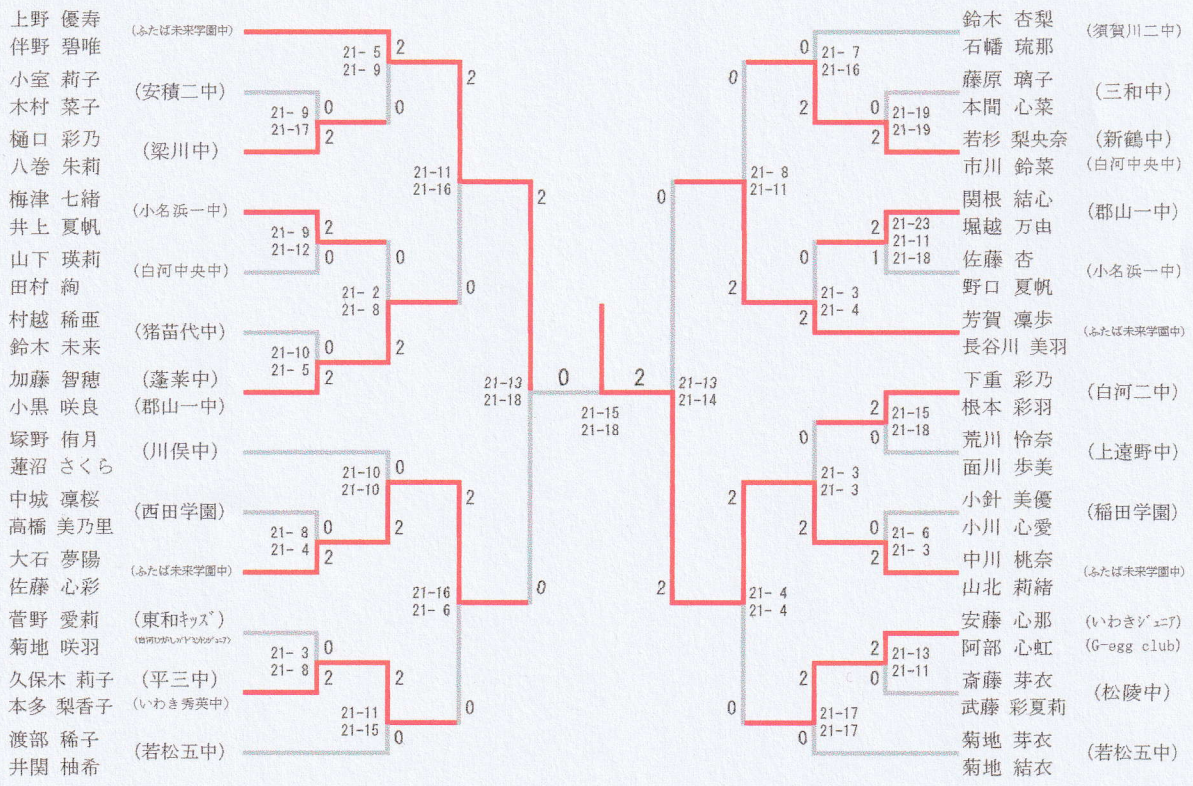 上野 優寿
(ふたば未来学園中)
伴野 碧唯
小室 莉子
(安積二中)
木村 菜子
樋口 彩乃
(梁川中)
八巻 朱莉
梅津 七緒
(小名浜一中)
井上 夏帆
山下 瑛莉
(白河中央中)
田村 絢
村越 稀亜
(猪苗代中)
鈴木 未来
加藤 智穂
(蓬莱中)
小黒 咲良
(郡山一中)
塚野 侑月
(川俣中)
蓮沼 さくら
中城 凜桜
(西田学園)
高橋 美乃里
大石 夢陽
(ふたば未来学園中)
佐藤 心彩
菅野 愛莉
(東和キッズ)
菊地 咲羽
久保木 莉子
(平三中)
本多 梨香子
(いわき秀英中)
渡部 稀子
(若松五中)
井関 柚希
21- 5
21- 9
2
0
21- 9
21-17
0
2
21- 9
21-12
2
0
21- 2
21- 8
0
2
21-10
21- 5
0
2
21-11
21-16
2
0
21-10
21-10
0
2
21- 8
21- 4
0
2
21- 3
21- 8
0
2
21-11
21-15
2
0
21-16
21- 6
2
0
21-13
21-18
2
0
0
2
21-15
21-18
21-13
21-14
0
2
21- 8
21-11
0
2
21- 7
21-16
0
2
21-19
21-19
0
2
21-23
21-11
21-18
2
1
21- 3
21- 4
0
2
21-15
21-18
2
0
21- 3
21- 3
0
2
21- 6
21- 3
0
2
21- 4
21- 4
2
0
21-13
21-11
2
0
21-17
21-17
2
0
鈴木 杏梨
(須賀川二中)
石幡 琉那
藤原 璃子
(三和中)
本間 心菜
若杉 梨央奈
(新鶴中)
市川 鈴菜
(白河中央中)
関根 結心
(郡山一中)
堀越 万由
佐藤 杏
(小名浜一中)
野口 夏帆
芳賀 凜歩
(ふたば未来学園中)
長谷川 美羽
下重 彩乃
(白河二中)
根本 彩羽
荒川 怜奈
(上遠野中)
面川 歩美
小針 美優
(稲田学園)
小川 心愛
中川 桃奈
(ふたば未来学園中)
山北 莉緒
安藤 心那
(いわきジュニア)
阿部 心虹
(G-egg club)
斎藤 芽衣
(松陵中)
武藤 彩夏莉
菊地 芽衣
(若松五中)
菊地 結衣